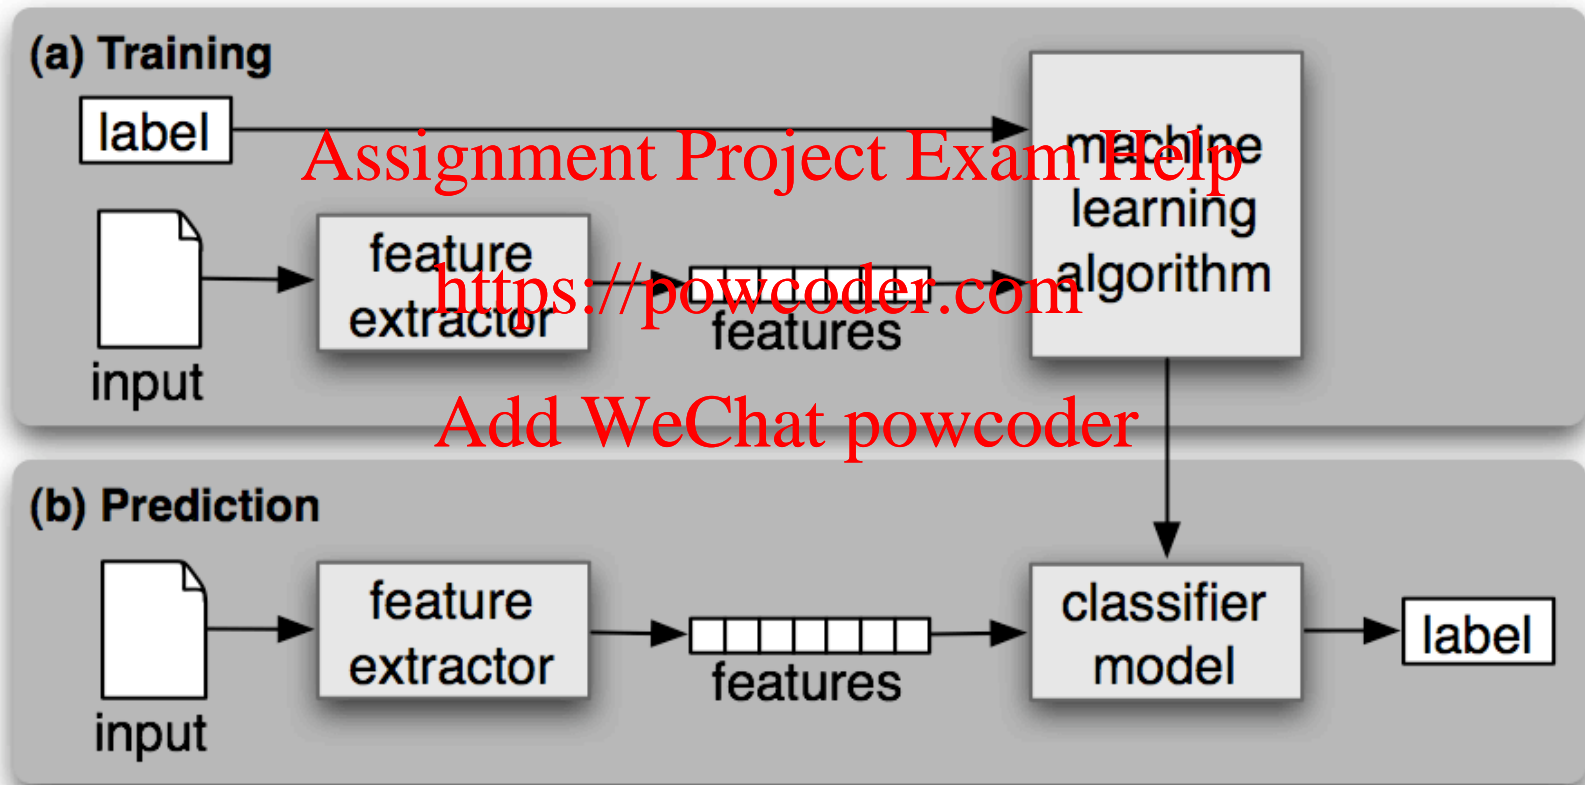 (a) Training
label
Assignment Project Exam Help
machine
learning
algorithm
feature
extractor
https://powcoder.com
features
input
Add WeChat powcoder
(b) Prediction
feature
extractor
features
classifier
model
label
input